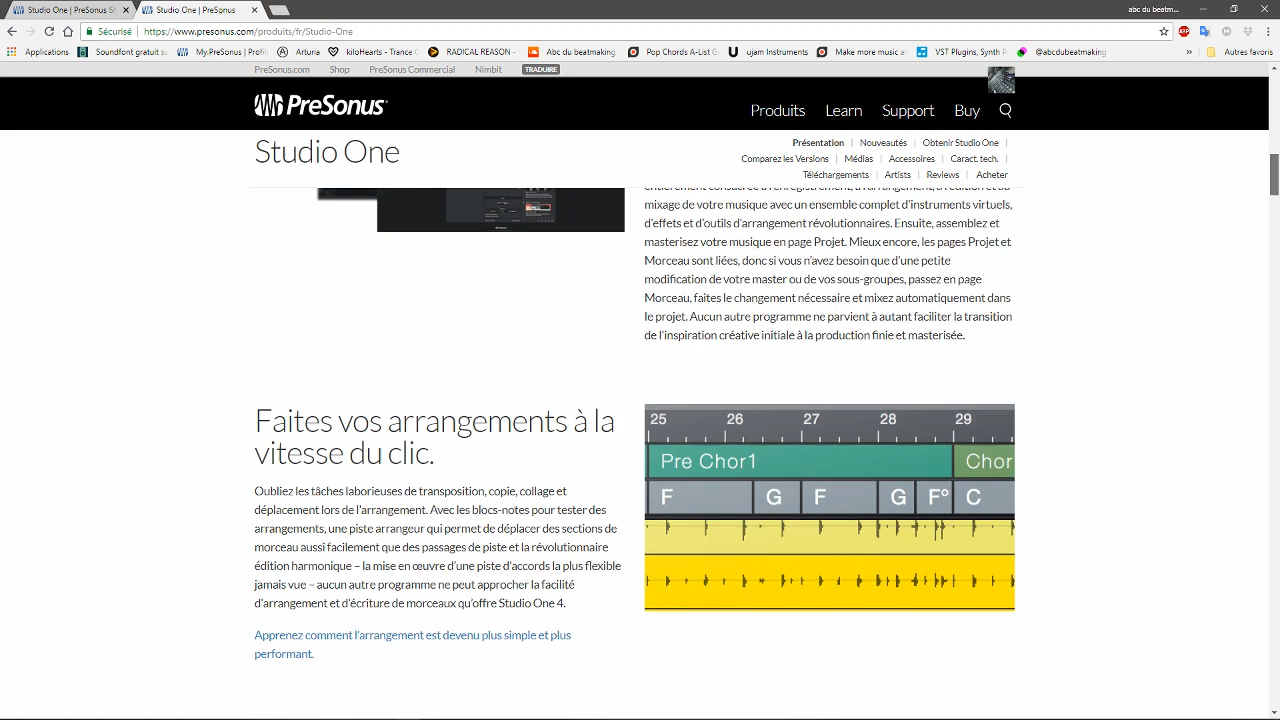 Studio One | PreSonus S
Studio One | PreSonus
abc du beatm...
Sécurisé
https://www.presonus.com/produits/fr/Studio-One
Applications
Soundfont gratuit su
My.PreSonus | Profil
Arturia
kiloHearts - Trance C
RADICAL REASON -
Abc du beatmaking
Pop Chords A-List G
ujam Instruments
Make more music an
VST Plugins, Synth P
@abcdubeatmaking
»
Autres favoris
PreSonus.com
Shop
PreSonus Commercial
Nimbit
TRADUIRE
PreSonus
Produits
Learn
Support
Buy
Studio One
Présentation | Nouveautés | Obtenir Studio One |
Comparez les Versions | Médias | Accessoires | Caract. tech. |
Téléchargements | Artists | Reviews | Acheter
entièrement consacrée à l'enregistrement, à l'arrangement, à l'édition et au
mixage de votre musique avec un ensemble complet d'instruments virtuels,
d'effets et d'outils d'arrangement révolutionnaires. Ensuite, assemblez et
masterisez votre musique en page Projet. Mieux encore, les pages Projet et
Morceau sont liées, donc si vous n'avez besoin que d'une petite
modification de votre master ou de vos sous-groupes, passez en page
Morceau, faites le changement nécessaire et mixez automatiquement dans
le projet. Aucun autre programme ne parvient à autant faciliter la transition
de l'inspiration créative initiale à la production finie et masterisée.
Faites vos arrangements à la
vitesse du clic.
Oubliez les tâches laborieuses de transposition, copie, collage et
déplacement lors de l'arrangement. Avec les blocs-notes pour tester des
arrangements, une piste arrangeur qui permet de déplacer des sections de
morceau aussi facilement que des passages de piste et la révolutionnaire
édition harmonique – la mise en œuvre d'une piste d'accords la plus flexible
jamais vue – aucun autre programme ne peut approcher la facilité
d'arrangement et d'écriture de morceaux qu'offre Studio One 4.
Apprenez comment l'arrangement est devenu plus simple et plus
performant.
25 26 27 28 29
Pre Chor1 Chor
F G F G F° C